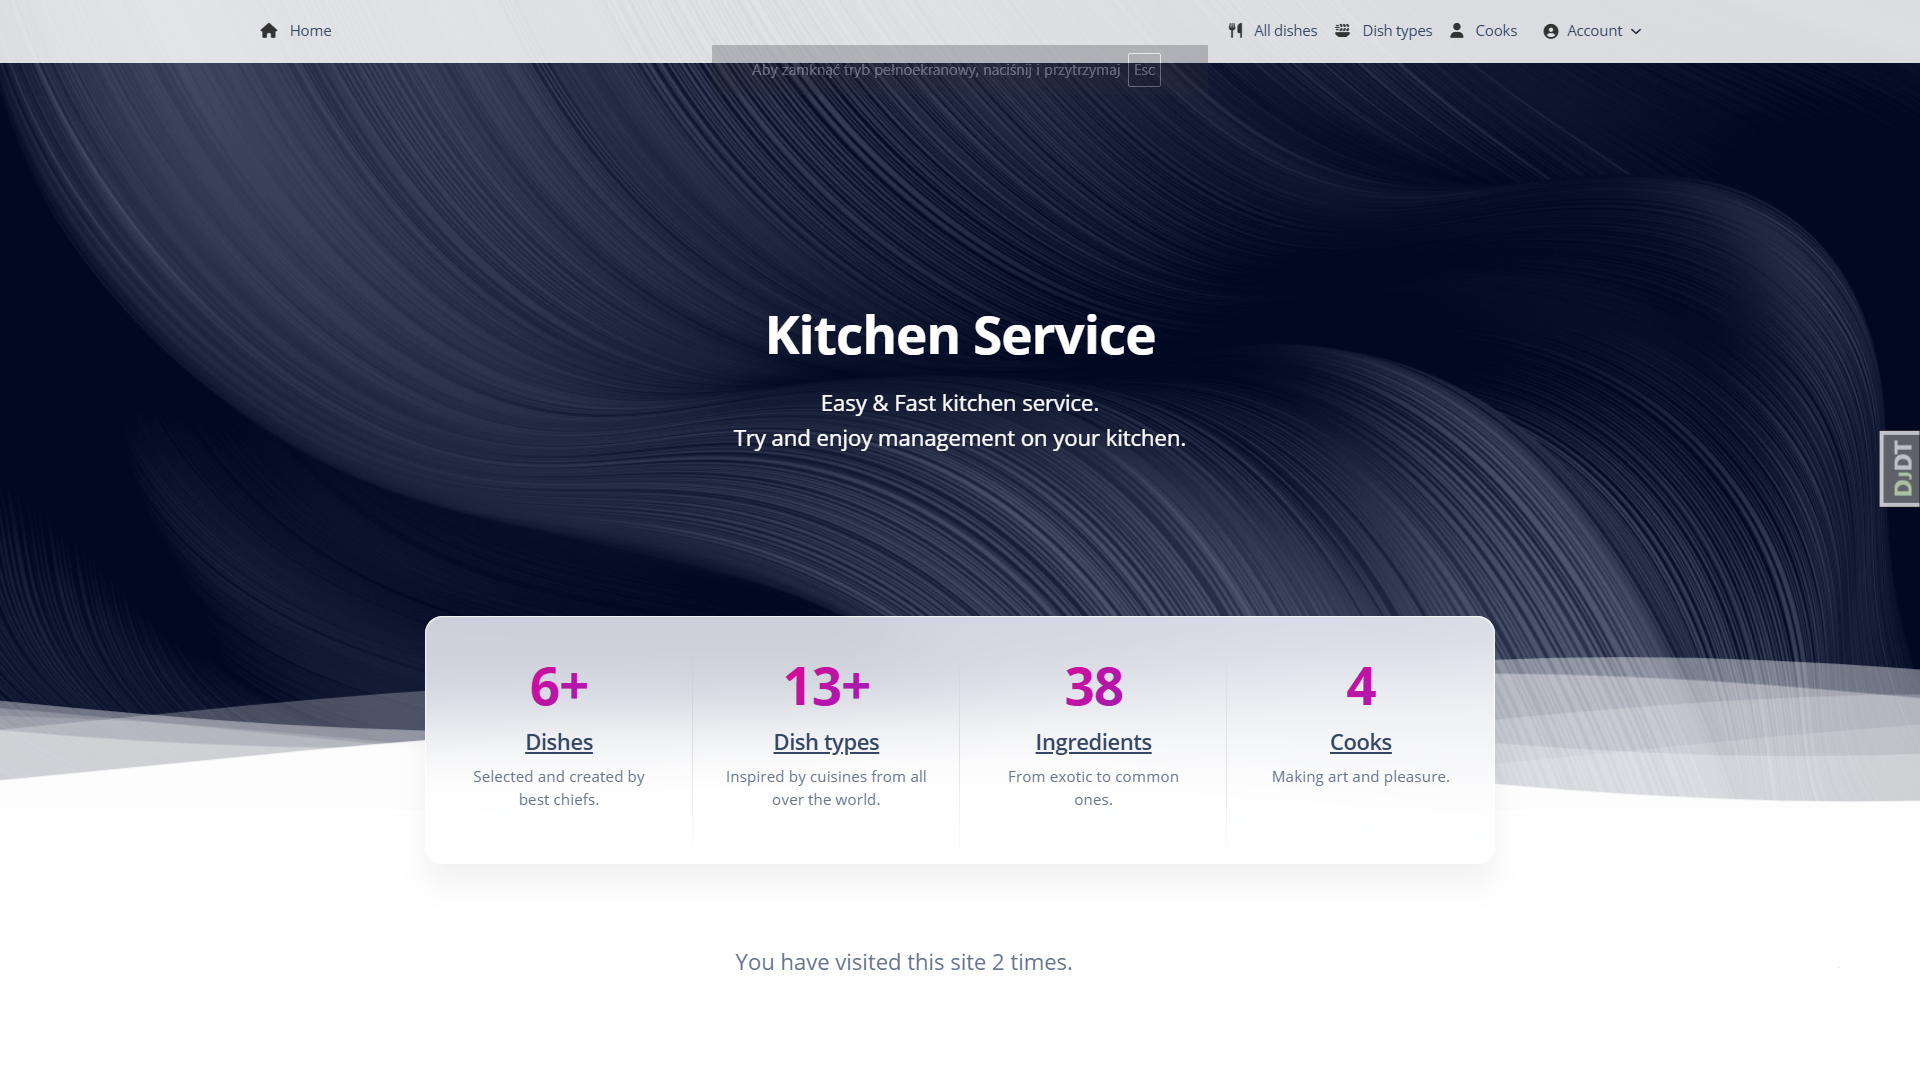 Home
All dishes
Dish types
Cooks
Account
Aby zamknąć tryb pełnoekranowy, naciśnij i przytrzymaj Esc
Kitchen Service
Easy & Fast kitchen service.
Try and enjoy management on your kitchen.
DJDT
6+
Dishes
Selected and created by
best chiefs.
13+
Dish types
Inspired by cuisines from all
over the world.
38
Ingredients
From exotic to common
ones.
4
Cooks
Making art and pleasure.
You have visited this site 2 times.